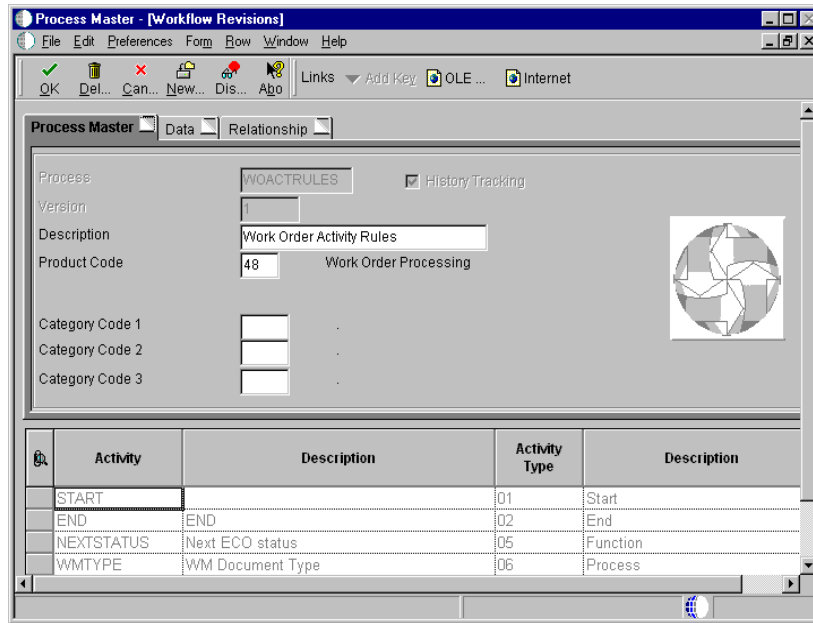 Process Master - [Workflow Revisions]
File Edit Preferences Form Row Window Help
OK Del... Can... New... Dis... Abo Links Add Key OLE ... Internet
Process Master Data Relationship
Process WOACTRULES History Tracking
Version 1
Description Work Order Activity Rules
Product Code 48 Work Order Processing
Category Code 1 .
Category Code 2 .
Category Code 3 .
Activity Description Activity Type Description
START 01 Start
END END 02 End
NEXTSTATUS Next ECO status 05 Function
WMTYPE WM Document Type 06 Process